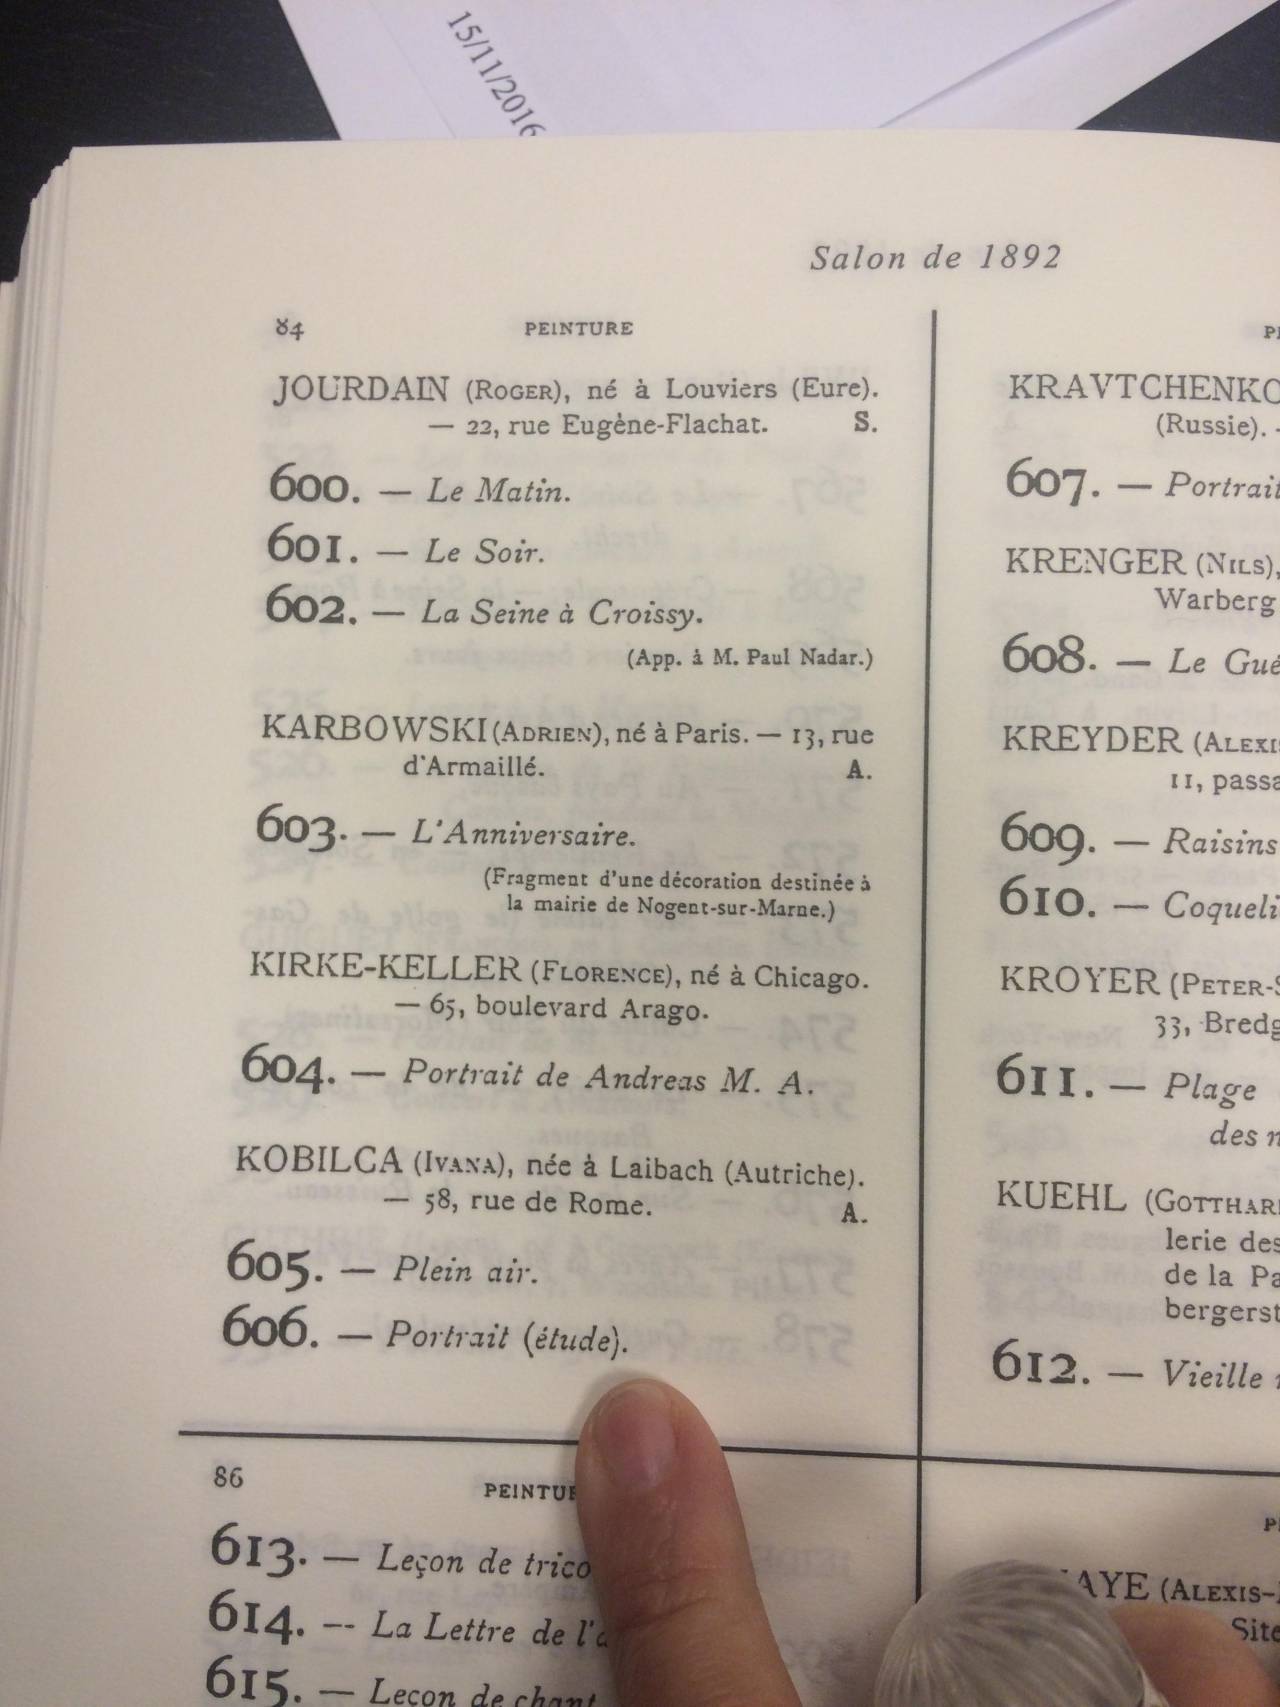 15/11/2016
Salon de 1892
84 PEINTURE
JOURDAIN (ROGER), né à Louviers (Eure).
— 22, rue Eugène-Flachat. S.
600. — Le Matin.
601. — Le Soir.
602. — La Seine à Croissy.
(App. à M. Paul Nadar.)
KARBOWSKI (ADRIEN), né à Paris. — 13, rue
d'Armaillé. A.
603. — L'Anniversaire.
(Fragment d'une décoration destinée à
la mairie de Nogent-sur-Marne.)
KIRKE-KELLER (FLORENCE), né à Chicago.
— 65, boulevard Arago.
604. — Portrait de Andreas M. A.
KOBILCA (IVANA), née à Laibach (Autriche).
— 58, rue de Rome. A.
605. — Plein air.
606. — Portrait (étude).
KRAVTCHENKO
(Russie). -
607. — Portrait
KRENGER (NILS),
Warberg
608. — Le Gué
KREYDER (ALEXIS
11, passa
609. — Raisins
610. — Coqueli
KROYER (PETER-S
33, Bredg
611. — Plage
des n
KUEHL (GOTTHAR
lerie des
de la Pa
bergerst
612. — Vieille
86 PEINTU
613. — Leçon de trico
614. -- La Lettre de l'a
615. — Leçon de chant
AYE (ALEXIS-
Site